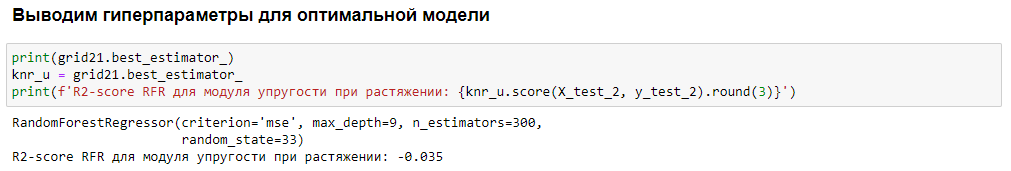 Выводим гиперпараметры для оптимальной модели
print(grid21.best_estimator_)
knr_u = grid21.best_estimator_
print(f'R2-score RFR для модуля упругости при растяжении: {knr_u.score(X_test_2, y_test_2).round(3)}')
RandomForestRegressor(criterion='mse', max_depth=9, n_estimators=300,
random_state=33)
R2-score RFR для модуля упругости при растяжении: -0.035